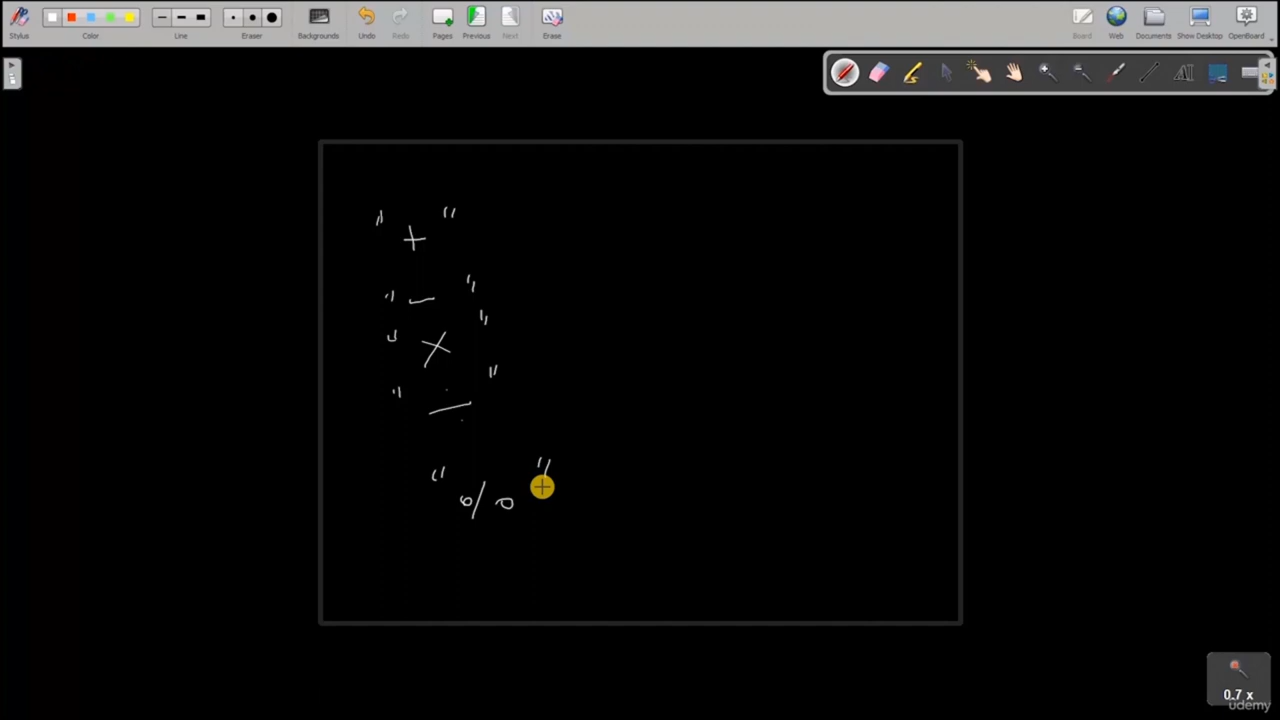 Stylus Color Line Eraser Backgrounds Undo Redo Pages Previous Next Erase Board Web Documents Show Desktop OpenBoard
" + "
" - "
" × "
" ÷ "
" % "
0.7 x
udemy